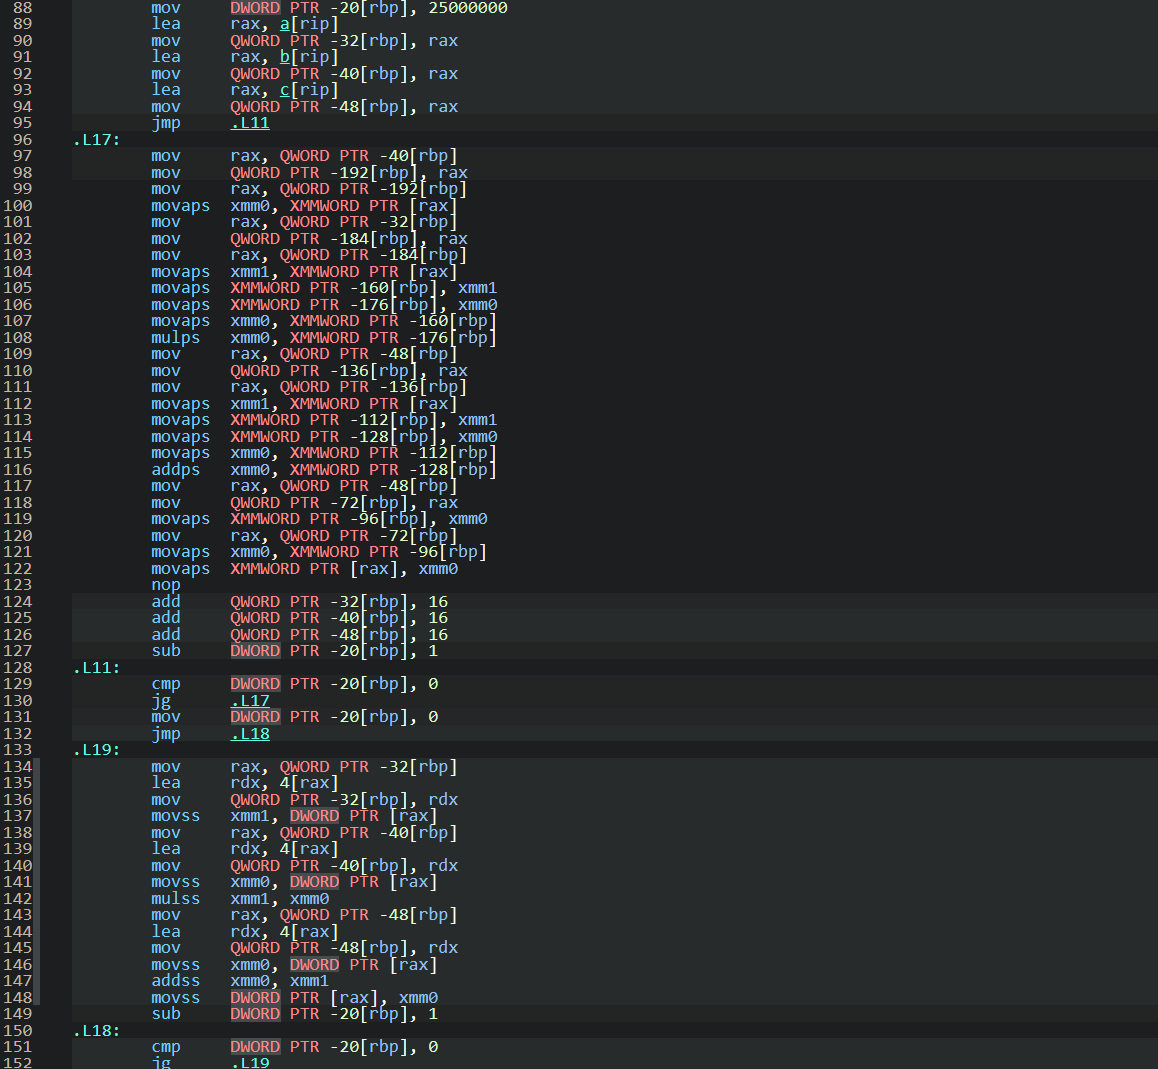 88 mov DWORD PTR -20[rbp], 25000000
89 lea rax, a[rip]
90 mov QWORD PTR -32[rbp], rax
91 lea rax, b[rip]
92 mov QWORD PTR -40[rbp], rax
93 lea rax, c[rip]
94 mov QWORD PTR -48[rbp], rax
95 jmp .L11
96 .L17:
97 mov rax, QWORD PTR -40[rbp]
98 mov QWORD PTR -192[rbp], rax
99 mov rax, QWORD PTR -192[rbp]
100 movaps xmm0, XMMWORD PTR [rax]
101 mov rax, QWORD PTR -32[rbp]
102 mov QWORD PTR -184[rbp], rax
103 mov rax, QWORD PTR -184[rbp]
104 movaps xmm1, XMMWORD PTR [rax]
105 movaps XMMWORD PTR -160[rbp], xmm1
106 movaps XMMWORD PTR -176[rbp], xmm0
107 movaps xmm0, XMMWORD PTR -160[rbp]
108 mulps xmm0, XMMWORD PTR -176[rbp]
109 mov rax, QWORD PTR -48[rbp]
110 mov QWORD PTR -136[rbp], rax
111 mov rax, QWORD PTR -136[rbp]
112 movaps xmm1, XMMWORD PTR [rax]
113 movaps XMMWORD PTR -112[rbp], xmm1
114 movaps XMMWORD PTR -128[rbp], xmm0
115 movaps xmm0, XMMWORD PTR -112[rbp]
116 addps xmm0, XMMWORD PTR -128[rbp]
117 mov rax, QWORD PTR -48[rbp]
118 mov QWORD PTR -72[rbp], rax
119 movaps XMMWORD PTR -96[rbp], xmm0
120 mov rax, QWORD PTR -72[rbp]
121 movaps xmm0, XMMWORD PTR -96[rbp]
122 movaps XMMWORD PTR [rax], xmm0
123 nop
124 add QWORD PTR -32[rbp], 16
125 add QWORD PTR -40[rbp], 16
126 add QWORD PTR -48[rbp], 16
127 sub DWORD PTR -20[rbp], 1
128 .L11:
129 cmp DWORD PTR -20[rbp], 0
130 jg .L17
131 mov DWORD PTR -20[rbp], 0
132 jmp .L18
133 .L19:
134 mov rax, QWORD PTR -32[rbp]
135 lea rdx, 4[rax]
136 mov QWORD PTR -32[rbp], rdx
137 movss xmm1, DWORD PTR [rax]
138 mov rax, QWORD PTR -40[rbp]
139 lea rdx, 4[rax]
140 mov QWORD PTR -40[rbp], rdx
141 movss xmm0, DWORD PTR [rax]
142 mulss xmm1, xmm0
143 mov rax, QWORD PTR -48[rbp]
144 lea rdx, 4[rax]
145 mov QWORD PTR -48[rbp], rdx
146 movss xmm0, DWORD PTR [rax]
147 addss xmm0, xmm1
148 movss DWORD PTR [rax], xmm0
149 sub DWORD PTR -20[rbp], 1
150 .L18:
151 cmp DWORD PTR -20[rbp], 0
152 jg .L19